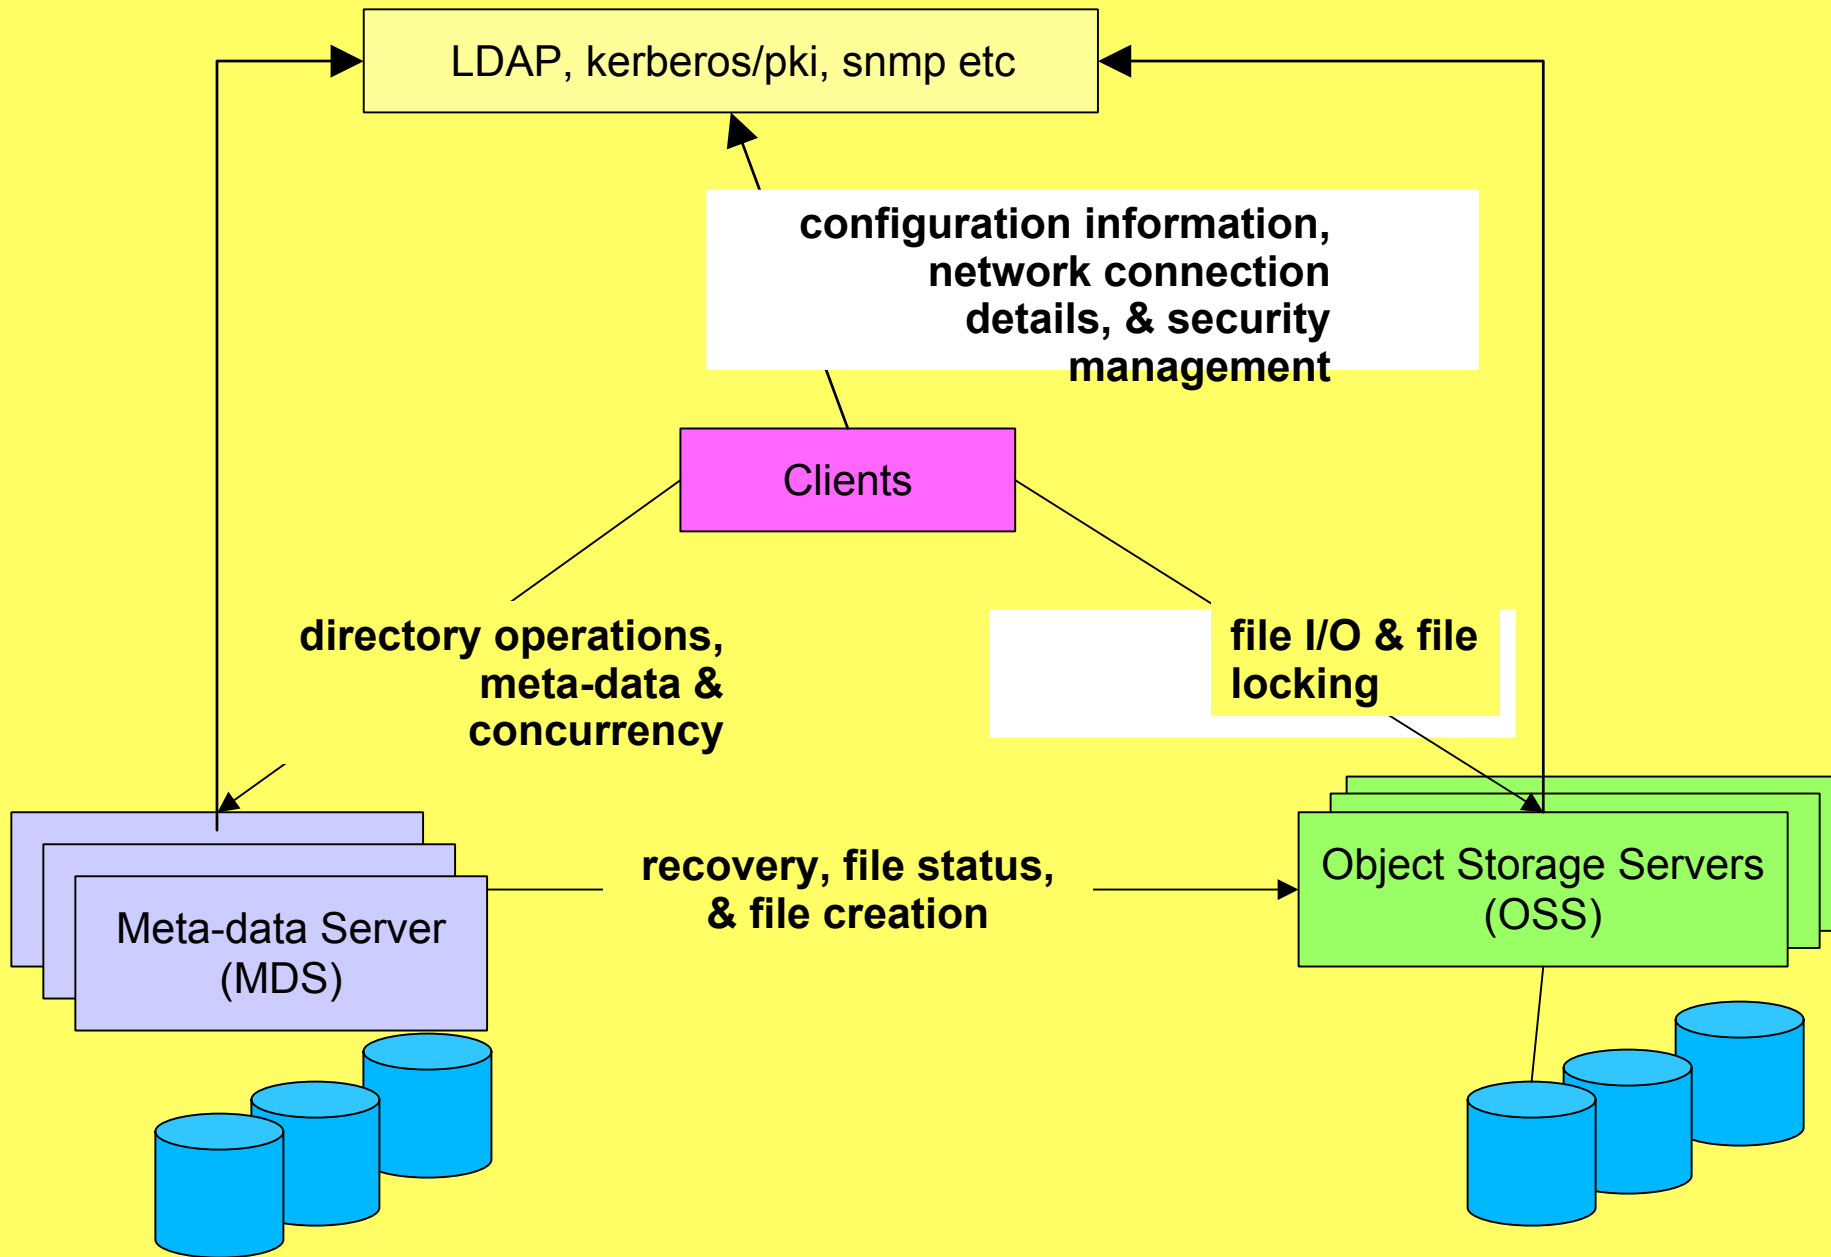 LDAP, kerberos/pki, snmp etc
configuration information,
network connection
details, & security
management
Clients
directory operations,
meta-data &
concurrency
file I/O & file
locking
recovery, file status,
& file creation
Meta-data Server
(MDS)
Object Storage Servers
(OSS)